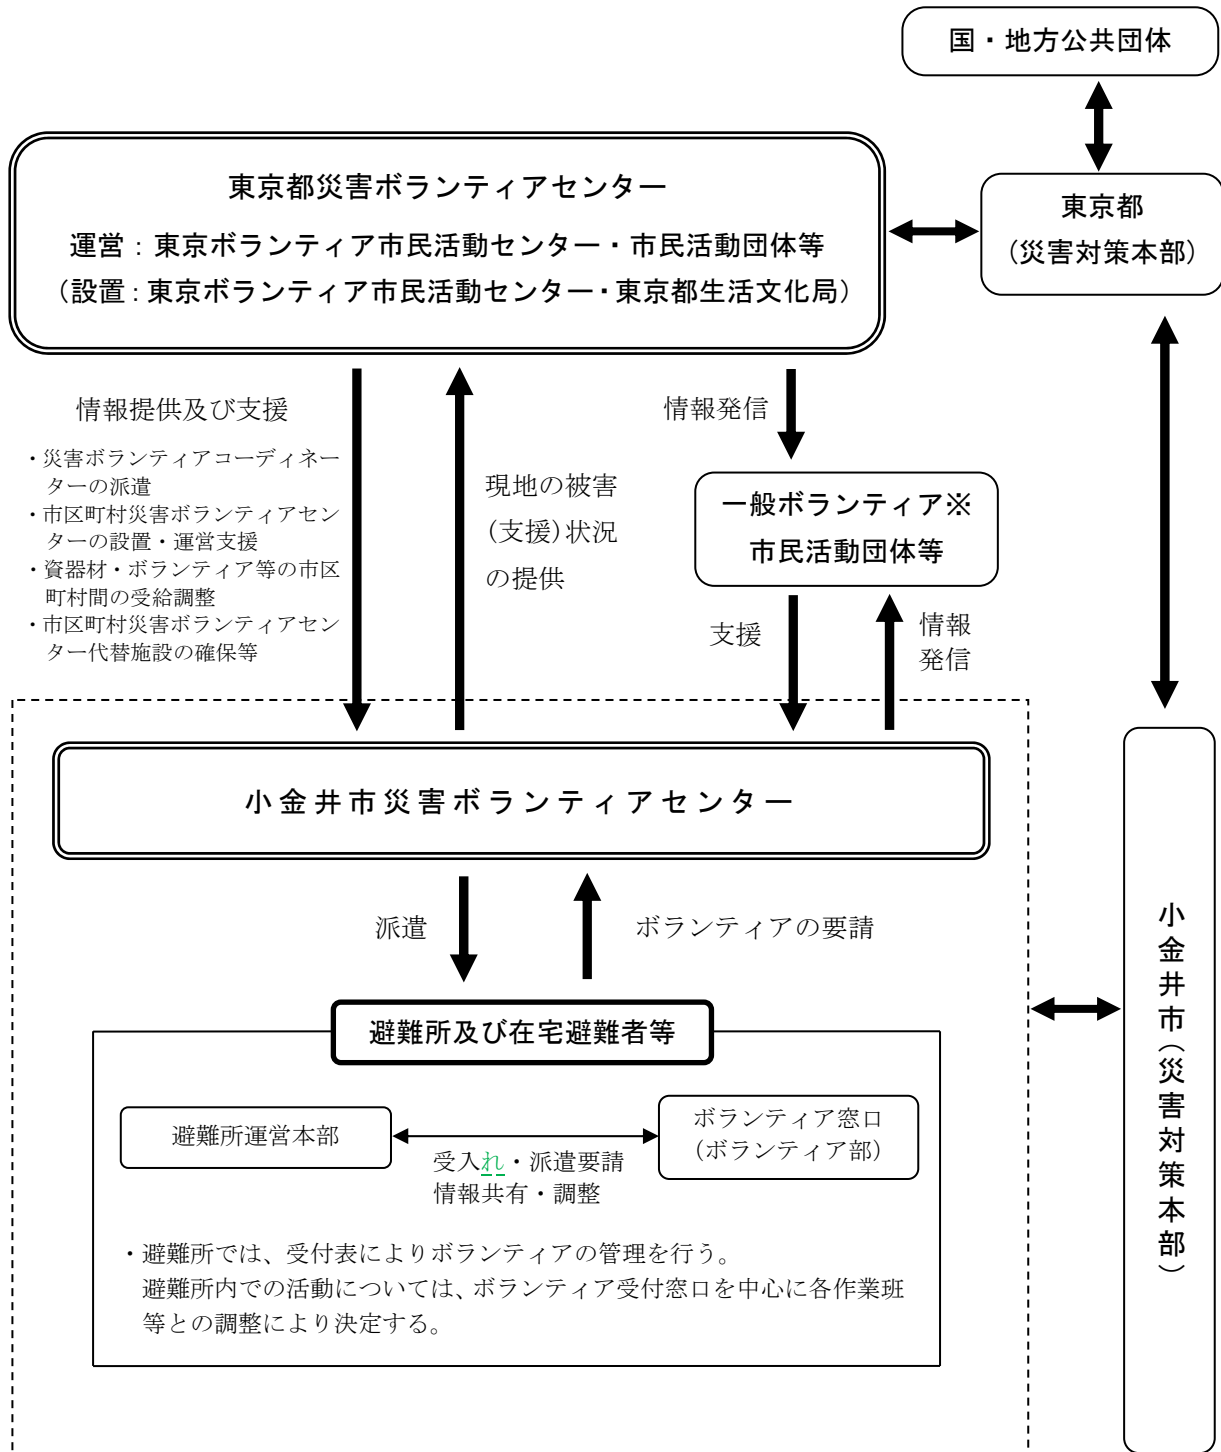 国・地方公共団体
東京都災害ボランティアセンター
運営：東京ボランティア市民活動センター・市民活動団体等
（設置：東京ボランティア市民活動センター・東京都生活文化局）
東京都
（災害対策本部）
情報提供及び支援
・災害ボランティアコーディネー
ターの派遣
・市区町村災害ボランティアセン
ターの設置・運営支援
・資器材・ボランティア等の市区
町村間の受給調整
・市区町村災害ボランティアセン
ター代替施設の確保等
現地の被害
（支援）状況
の提供
情報発信
一般ボランティア※
市民活動団体等
支援
情報
発信
小金井市災害ボランティアセンター
派遣
ボランティアの要請
避難所及び在宅避難者等
避難所運営本部
受入れ・派遣要請
情報共有・調整
ボランティア窓口
（ボランティア部）
・避難所では、受付表によりボランティアの管理を行う。
避難所内での活動については、ボランティア受付窓口を中心に各作業班
等との調整により決定する。
小金井市（災害対策本部）